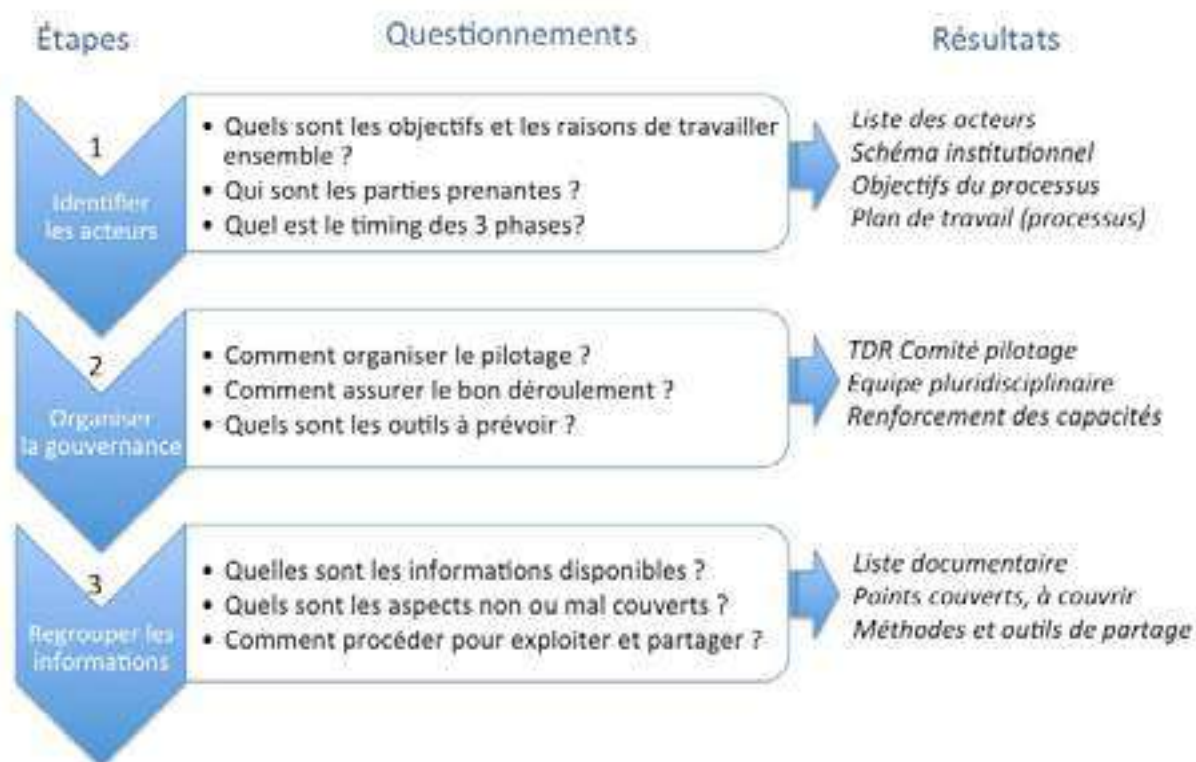 Étapes
Questionnements
Résultats
1
Identifier
les acteurs
• Quels sont les objectifs et les raisons de travailler
ensemble ?
• Qui sont les parties prenantes ?
• Quel est le timing des 3 phases?
Liste des acteurs
Schéma institutionnel
Objectifs du processus
Plan de travail (processus)
2
Organiser
la gouvernance
• Comment organiser le pilotage ?
• Comment assurer le bon déroulement ?
• Quels sont les outils à prévoir ?
TDR Comité pilotage
Equipe pluridisciplinaire
Renforcement des capacités
3
Regrouper les
informations
• Quelles sont les informations disponibles ?
• Quels sont les aspects non ou mal couverts ?
• Comment procéder pour exploiter et partager ?
Liste documentaire
Points couverts, à couvrir
Méthodes et outils de partage